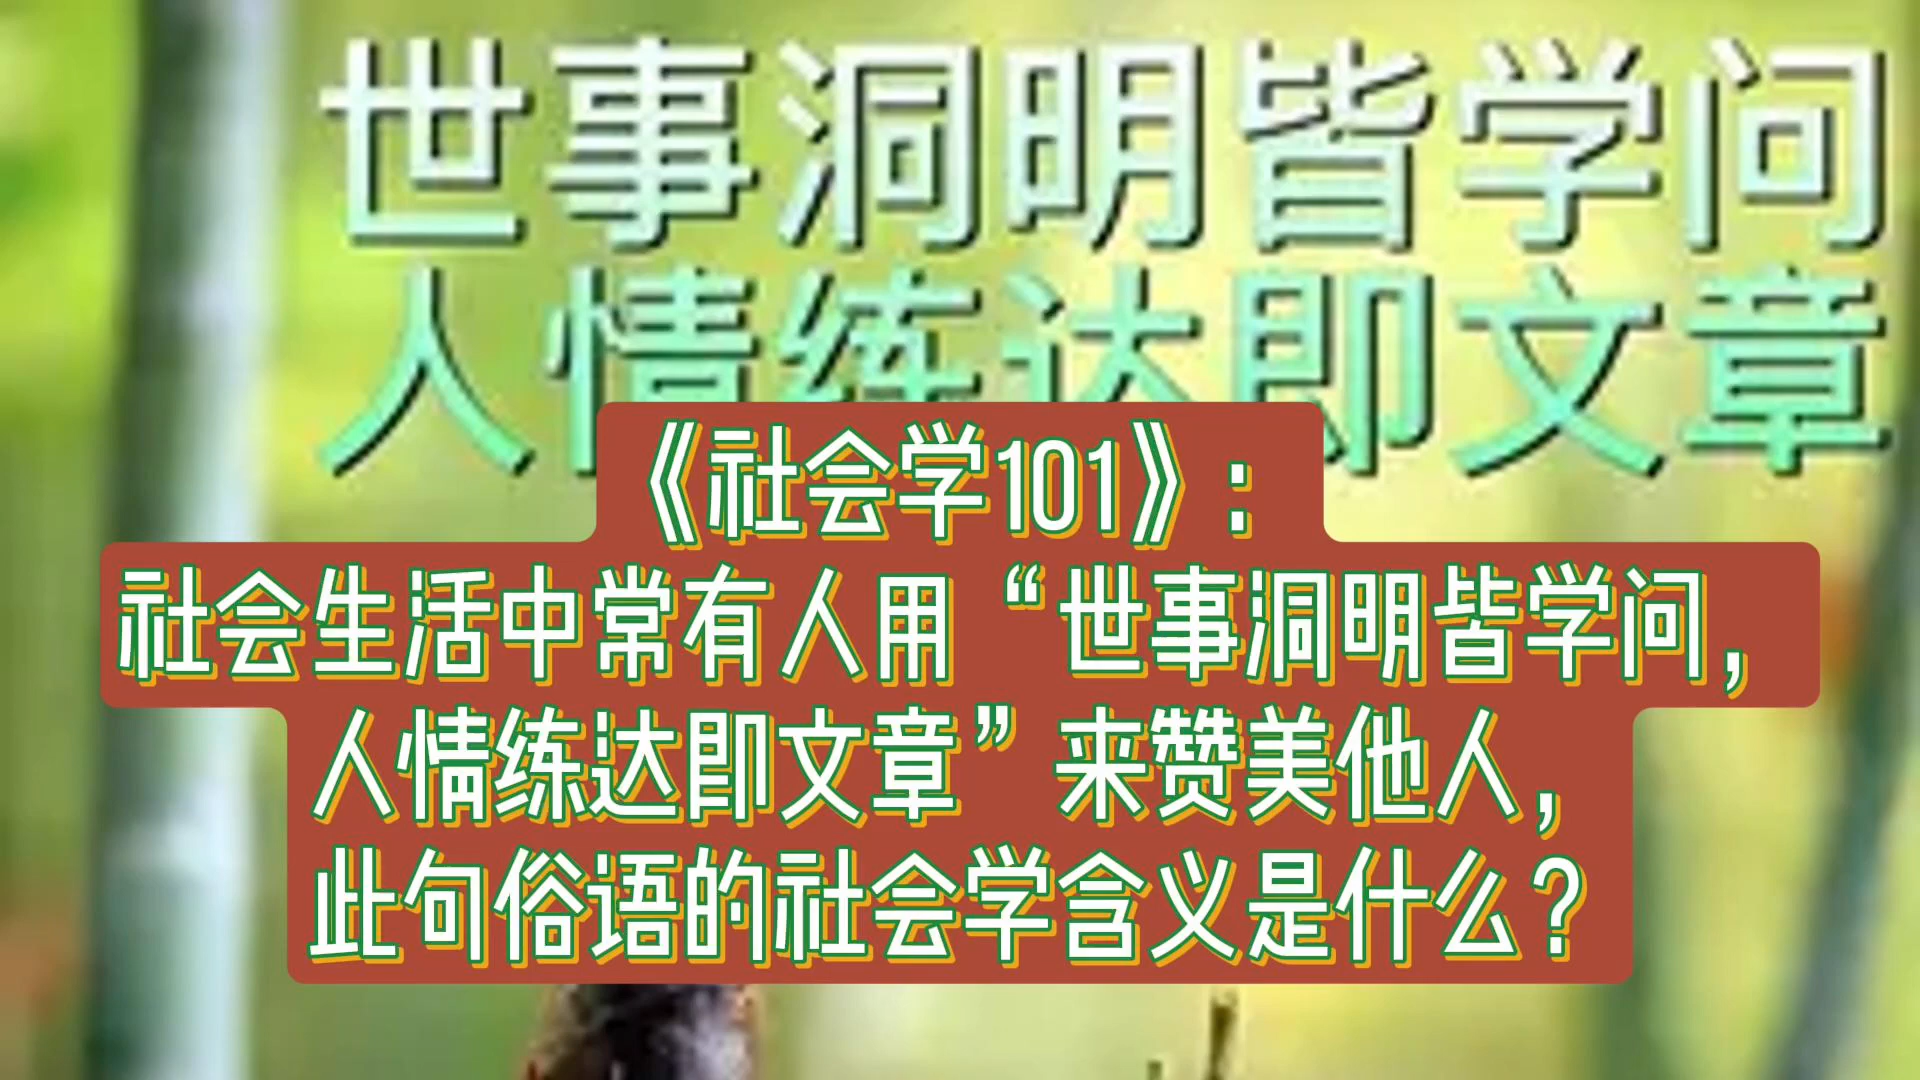 世事洞明皆学问
人情练达即文章
《社会学101》:
社会生活中常有人用“世事洞明皆学问,
人情练达即文章”来赞美他人,
此句俗语的社会学含义是什么?